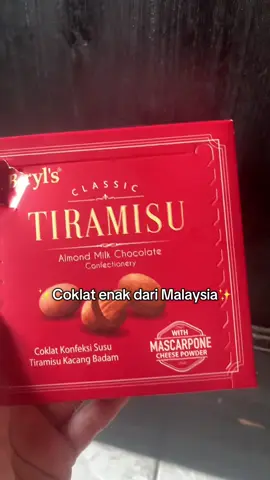 Beryl's
CLASSIC
TIRAMISU
Almond Milk Chocolate
Confectionery
✨Coklat enak dari Malaysia✨
Coklat Konfeksi Susu
Tiramisu Kacang Badam
WITH
MASCARPONE
CHEESE POWDER